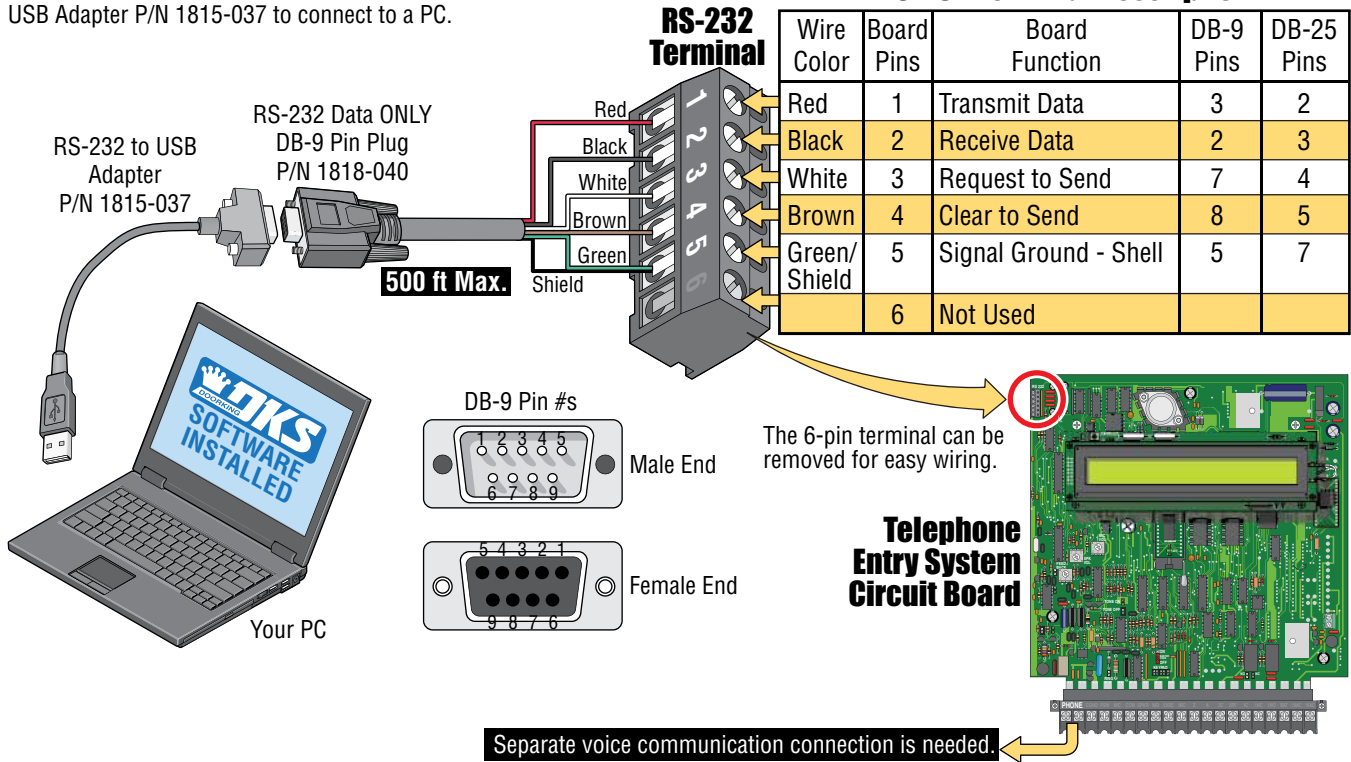 USB Adapter P/N 1815-037 to connect to a PC.
RS-232
Terminal
Wire Color
Board Pins
Board Function
DB-9 Pins
DB-25 Pins
Red 1 Transmit Data 3 2
Black 2 Receive Data 2 3
White 3 Request to Send 7 4
Brown 4 Clear to Send 8 5
Green/ 5 Signal Ground - Shell 5 7
Shield
6 Not Used
RS-232 to USB
Adapter
P/N 1815-037
RS-232 Data ONLY
DB-9 Pin Plug
P/N 1818-040
Red
Black
White
Brown
Green
Shield
1
2
3
4
5
6
500 ft Max.
DOORKING
DKS
SOFTWARE
INSTALLED
Your PC
DB-9 Pin #s
1 2 3 4 5
6 7 8 9
Male End
5 4 3 2 1
9 8 7 6
Female End
The 6-pin terminal can be
removed for easy wiring.
Telephone
Entry System
Circuit Board
RS 232
PHONE
Separate voice communication connection is needed.